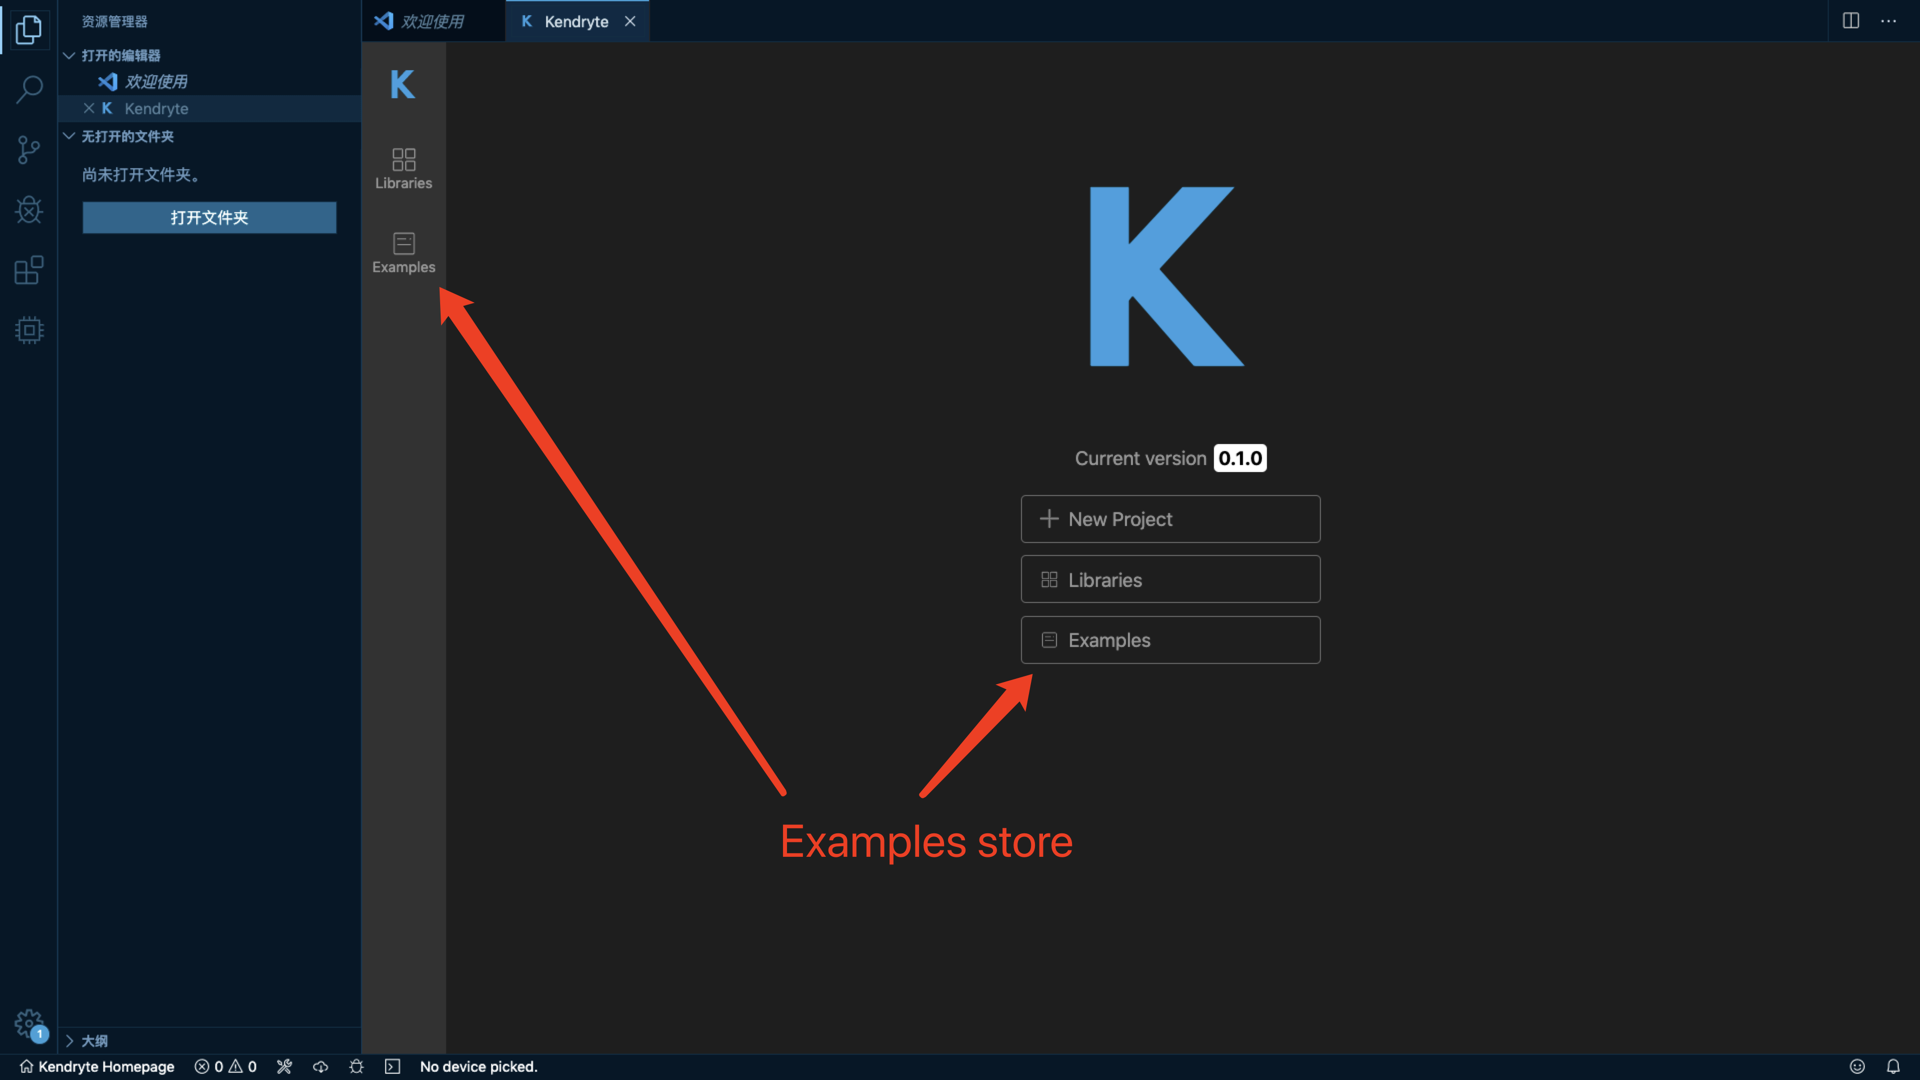 资源管理器
打开的编辑器
欢迎使用
K Kendryte
无打开的文件夹
尚未打开文件夹。
打开文件夹
大纲
欢迎使用
K Kendryte
K
Libraries
Examples
K
Current version 0.1.0
New Project
Libraries
Examples
Examples store
1
Kendryte Homepage 0 0 No device picked.